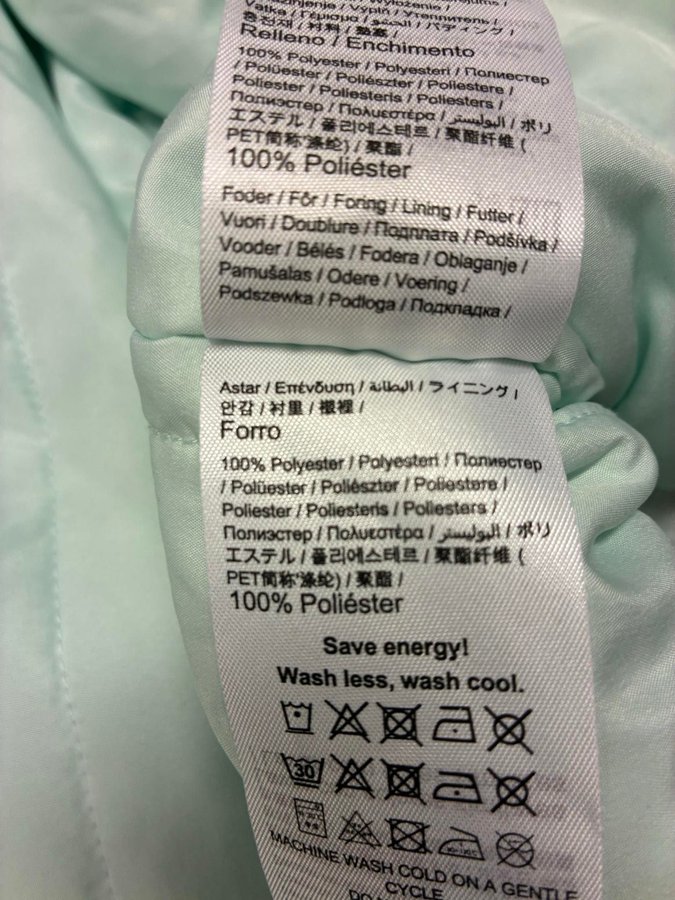 Relleno / Enchimento
100% Polyester / Polyesteri / Полиестер
/ Polüester / Poliészter / Poliestere /
Poliester / Poliesteris / Poliesters /
Полиэстер / Πολυεστέρα / البوليستر / ポリ
エステル / 폴리에스테르 / 聚酯纤维 (
PET简称'涤纶) / 聚酯 /
100% Poliéster
Foder / Fôr / Foring / Lining / Futter /
Vuori / Doublure / Подплата / Podšívka /
Vooder / Bélés / Fodera / Oblaganje /
Pamušalas / Odere / Voering /
Podszewka / Podloga / Подкладка /
Astar / Επένδυση / البطانة / ライニング /
안감 / 衬里 / 襯裡 /
Forro
100% Polyester / Polyesteri / Полиестер
/ Polüester / Poliészter / Poliestere /
Poliester / Poliesteris / Poliesters /
Полиэстер / Πολυεστέρα / البوليستر / ポリ
エステル / 폴리에스테르 / 聚酯纤维 (
PET简称'涤纶) / 聚酯 /
100% Poliéster
Save energy!
Wash less, wash cool.
30
MACHINE WASH COLD ON A GENTLE
CYCLE